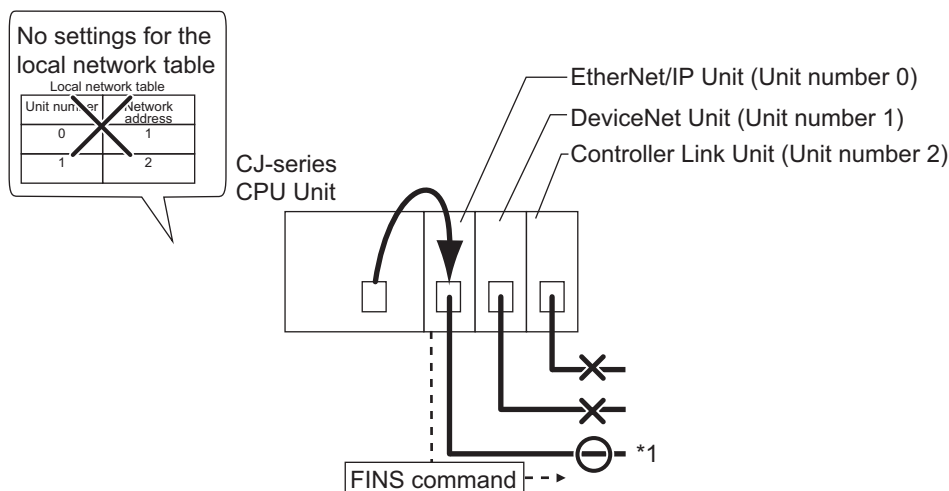 No settings for the
local network table
Local network table
Unit number Network
address
0 1
1 2
CJ-series
CPU Unit
EtherNet/IP Unit (Unit number 0)
DeviceNet Unit (Unit number 1)
Controller Link Unit (Unit number 2)
*1
FINS command